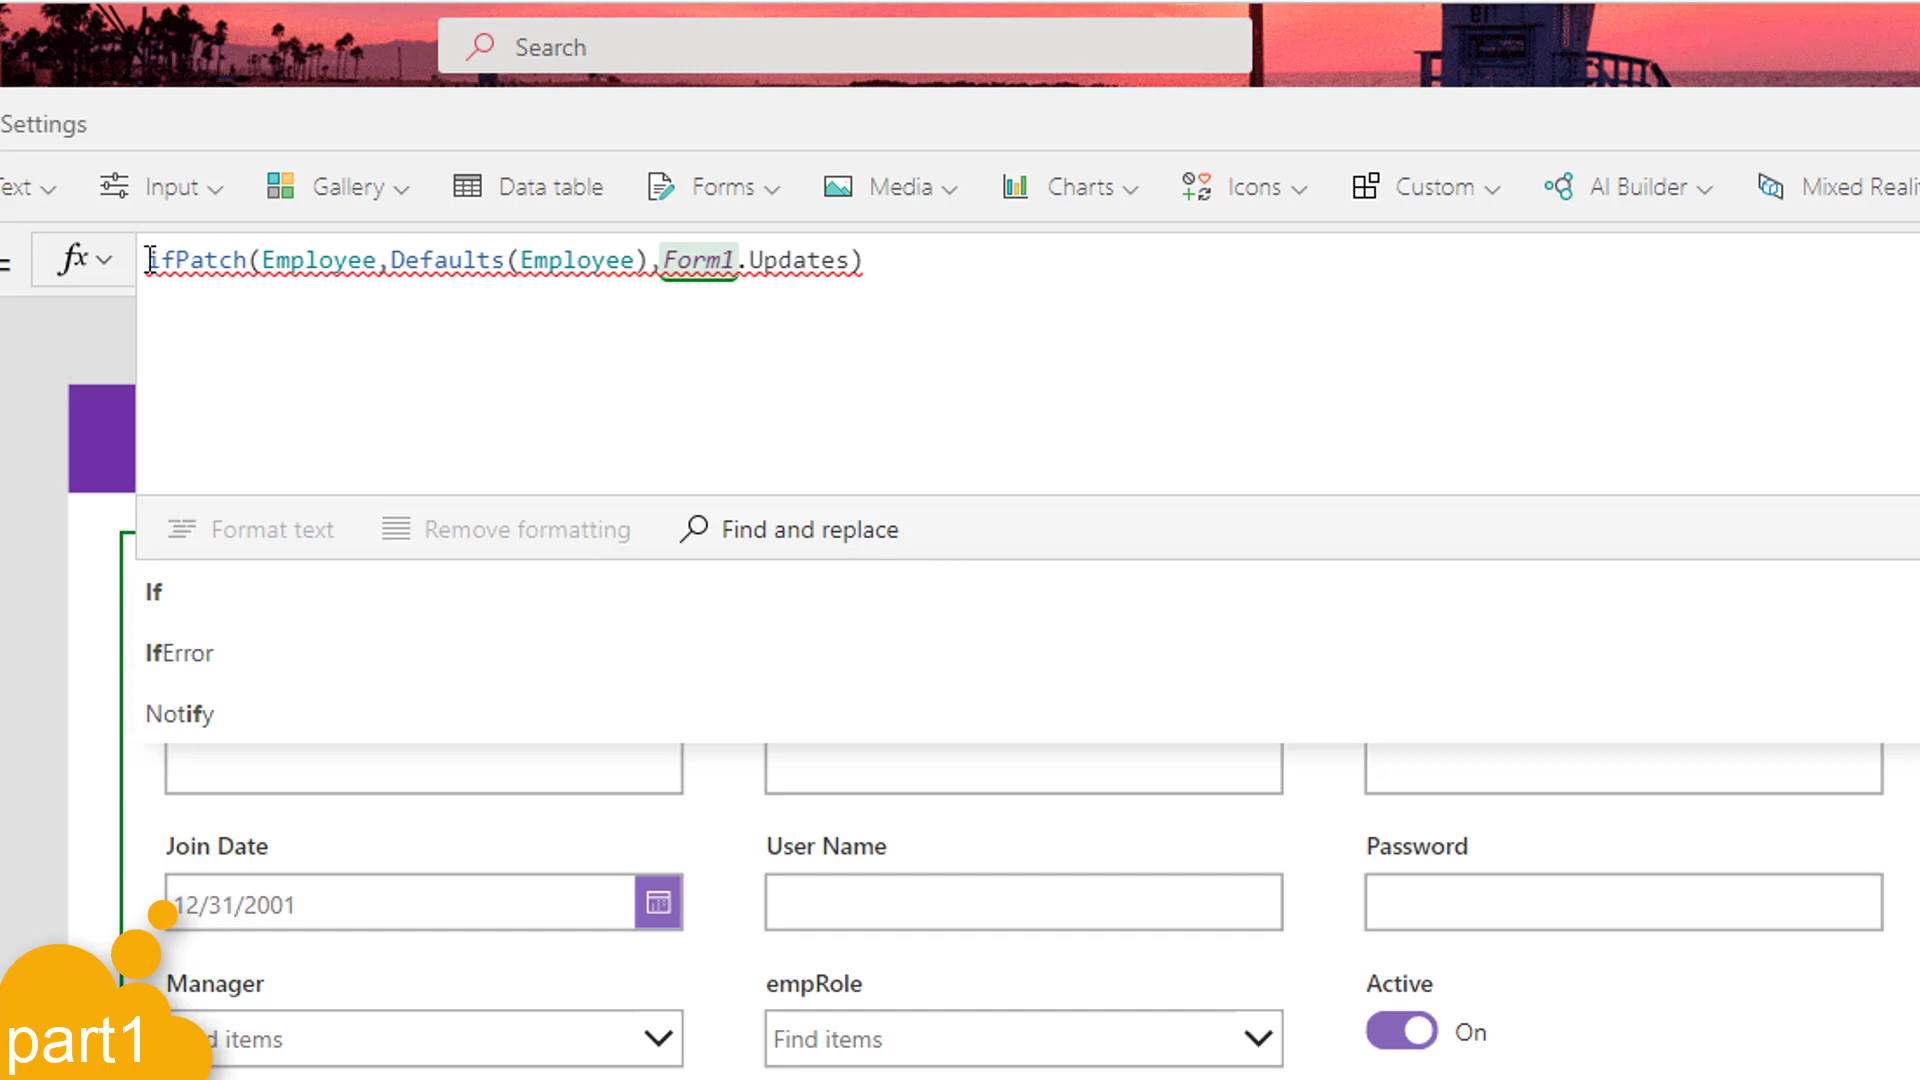 Search
Settings
Text Input Gallery Data table Forms Media Charts Icons Custom AI Builder Mixed Realit
= fx ifPatch(Employee,Defaults(Employee),Form1.Updates)
Format text Remove formatting Find and replace
If
IfError
Notify
Join Date User Name Password
12/31/2001
Manager empRole Active
d items Find items On
part1